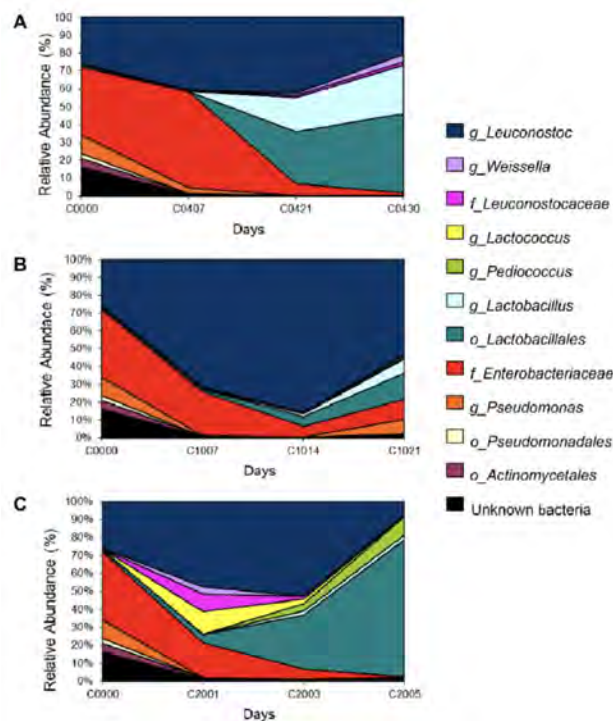 A
Relative Abundance (%)
100
90
80
70
60
50
40
30
20
10
0
C0000 C0407 C0421 C0430
Days
B
Relative Abundace (%)
100%
90%
80%
70%
60%
50%
40%
30%
20%
10%
0%
C0000 C1007 C1014 C1021
Days
C
Relative Abundance (%)
100%
90%
80%
70%
60%
50%
40%
30%
20%
10%
0%
C0000 C2001 C2003 C2005
Days
g_Leuconostoc
g_Weissella
f_Leuconostocaceae
g_Lactococcus
g_Pediococcus
g_Lactobacillus
o_Lactobacillales
f_Enterobacteriaceae
g_Pseudomonas
o_Pseudomonadales
o_Actinomycetales
Unknown bacteria